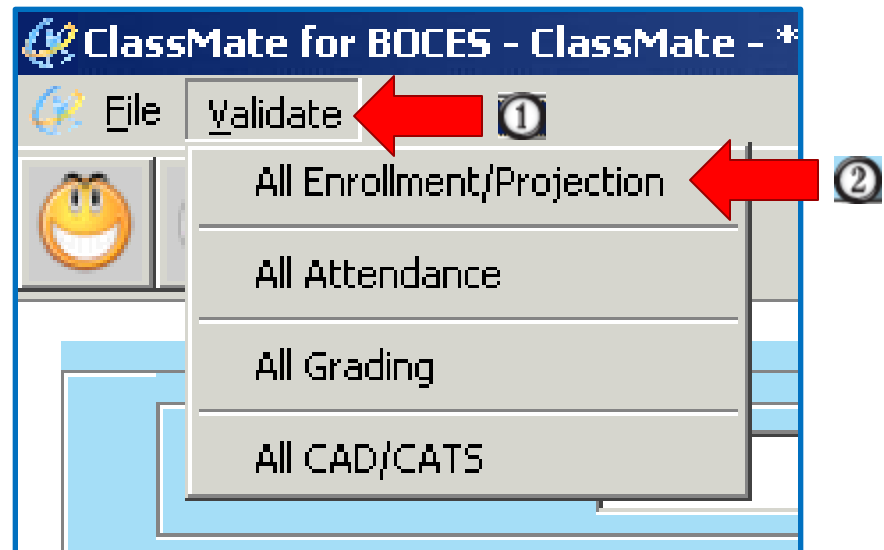 ClassMate for BOCES - ClassMate - *
File Validate ①
All Enrollment/Projection ②
All Attendance
All Grading
All CAD/CATS